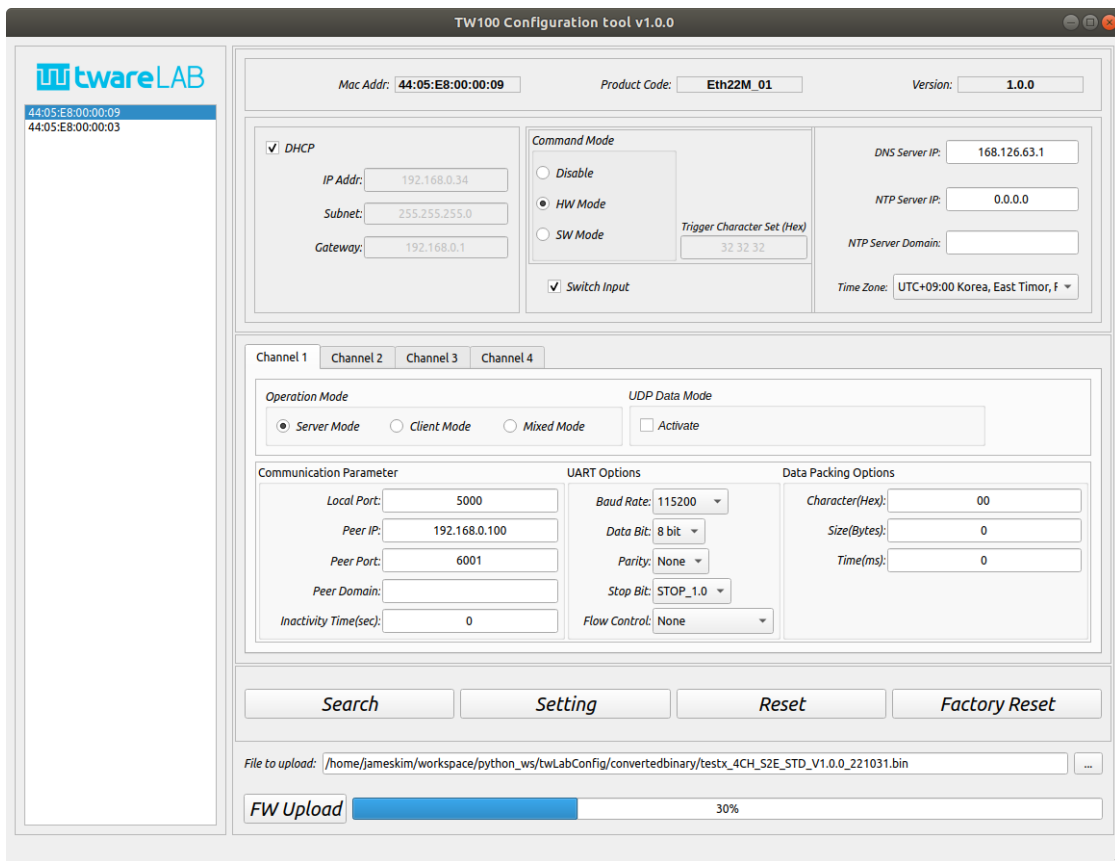 TW100 Configuration tool v1.0.0
twareLAB
44:05:E8:00:00:09
44:05:E8:00:00:03
Mac Addr: 44:05:E8:00:00:09 Product Code: Eth22M_01 Version: 1.0.0
DHCP
IP Addr: 192.168.0.34
Subnet: 255.255.255.0
Gateway: 192.168.0.1
Command Mode
Disable
HW Mode
SW Mode
Trigger Character Set (Hex)
32 32 32
Switch Input
DNS Server IP: 168.126.63.1
NTP Server IP: 0.0.0.0
NTP Server Domain:
Time Zone: UTC+09:00 Korea, East Timor, F
Channel 1 Channel 2 Channel 3 Channel 4
Operation Mode
Server Mode Client Mode Mixed Mode
UDP Data Mode
Activate
Communication Parameter
Local Port: 5000
Peer IP: 192.168.0.100
Peer Port: 6001
Peer Domain:
Inactivity Time(sec): 0
UART Options
Baud Rate: 115200
Data Bit: 8 bit
Parity: None
Stop Bit: STOP_1.0
Flow Control: None
Data Packing Options
Character(Hex): 00
Size(Bytes): 0
Time(ms): 0
Search Setting Reset Factory Reset
File to upload: /home/jameskim/workspace/python_ws/twLabConfig/convertedbinary/testx_4CH_S2E_STD_V1.0.0_221031.bin ...
FW Upload 30%